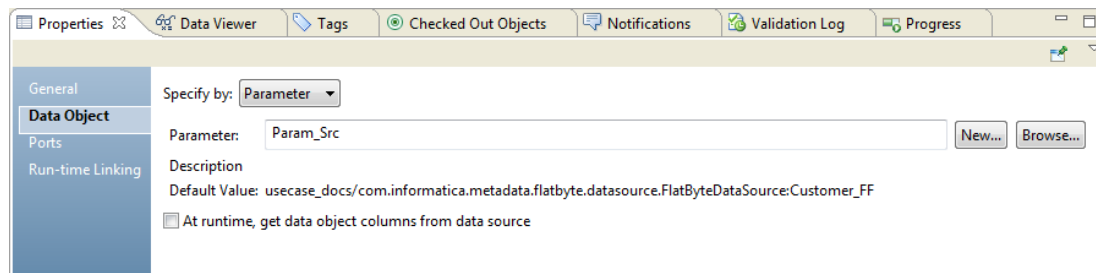 Properties Data Viewer Tags Checked Out Objects Notifications Validation Log Progress
General
Data Object
Ports
Run-time Linking
Specify by: Parameter
Parameter: Param_Src New... Browse...
Description
Default Value: usecase_docs/com.informatica.metadata.flatbyte.datasource.FlatByteDataSource:Customer_FF
At runtime, get data object columns from data source